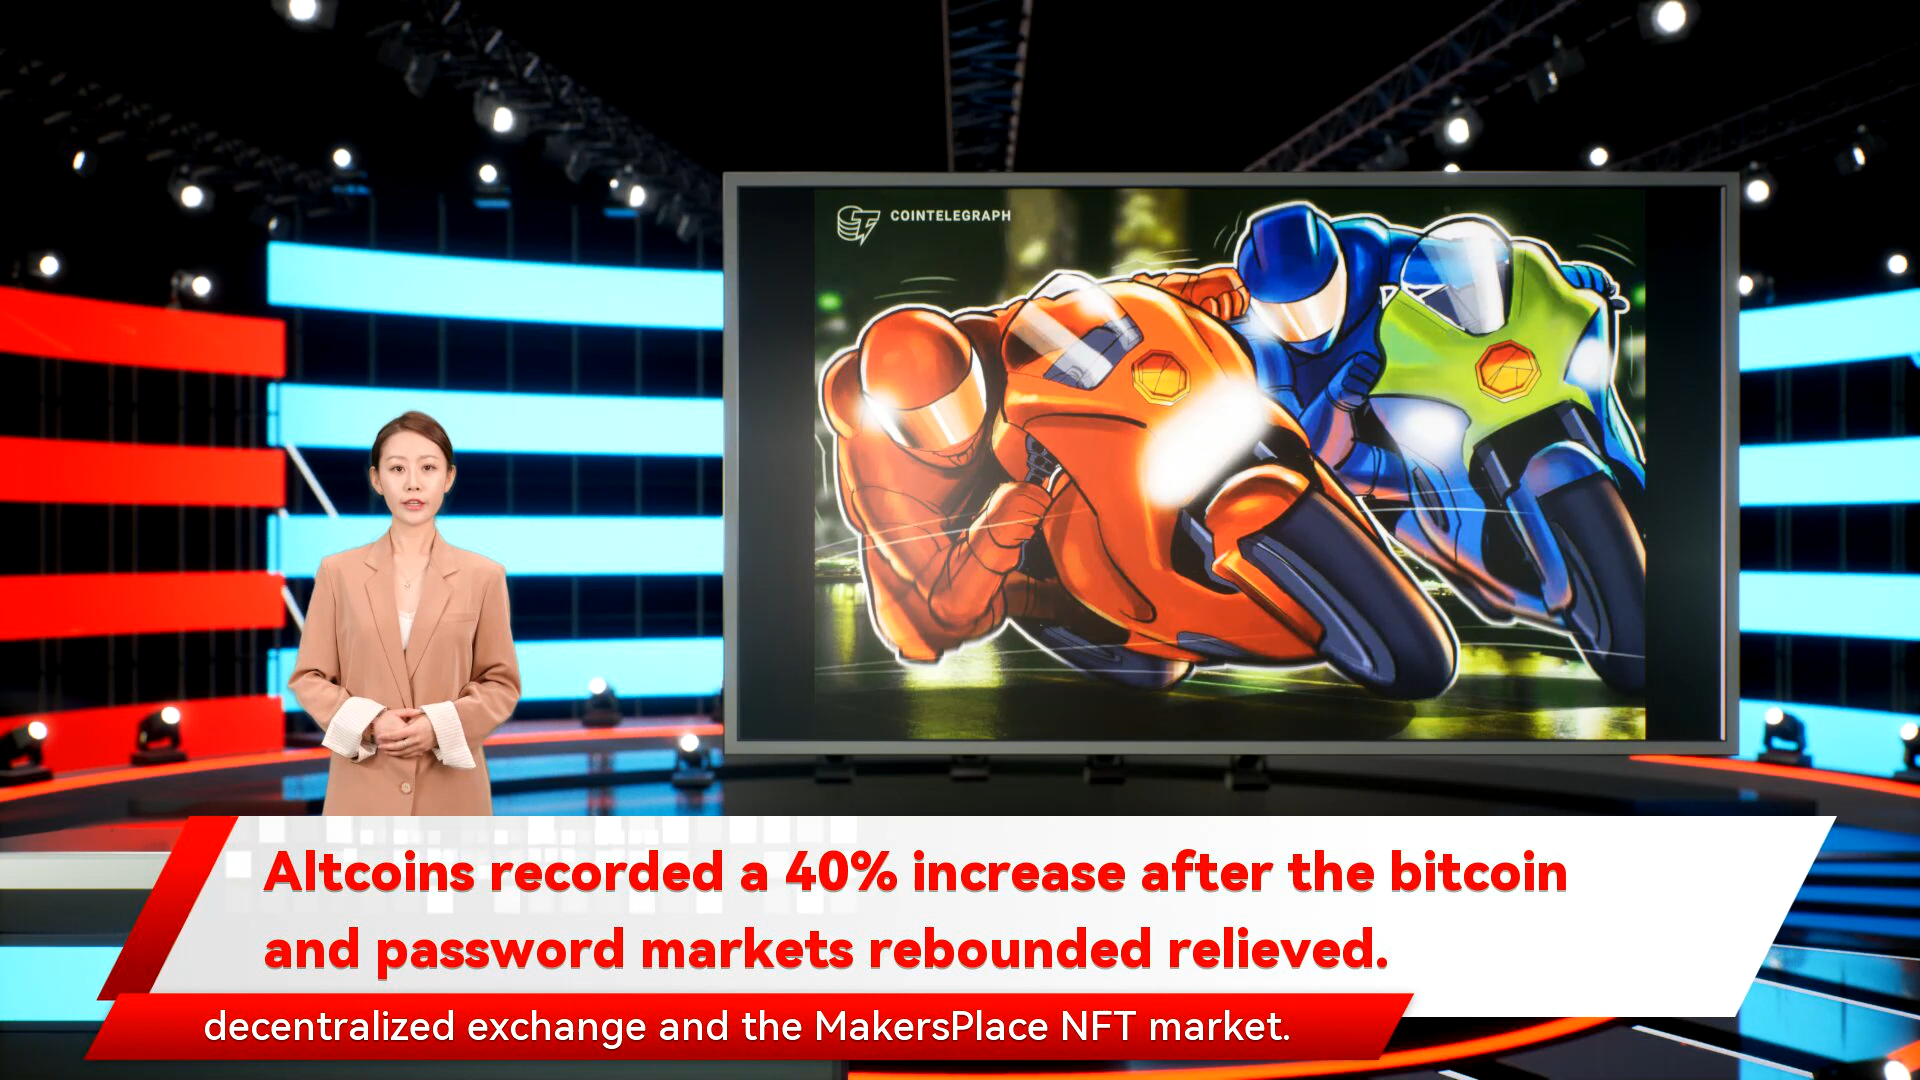 COINTELEGRAPH
Altcoins recorded a 40% increase after the bitcoin
and password markets rebounded relieved.
decentralized exchange and the MakersPlace NFT market.